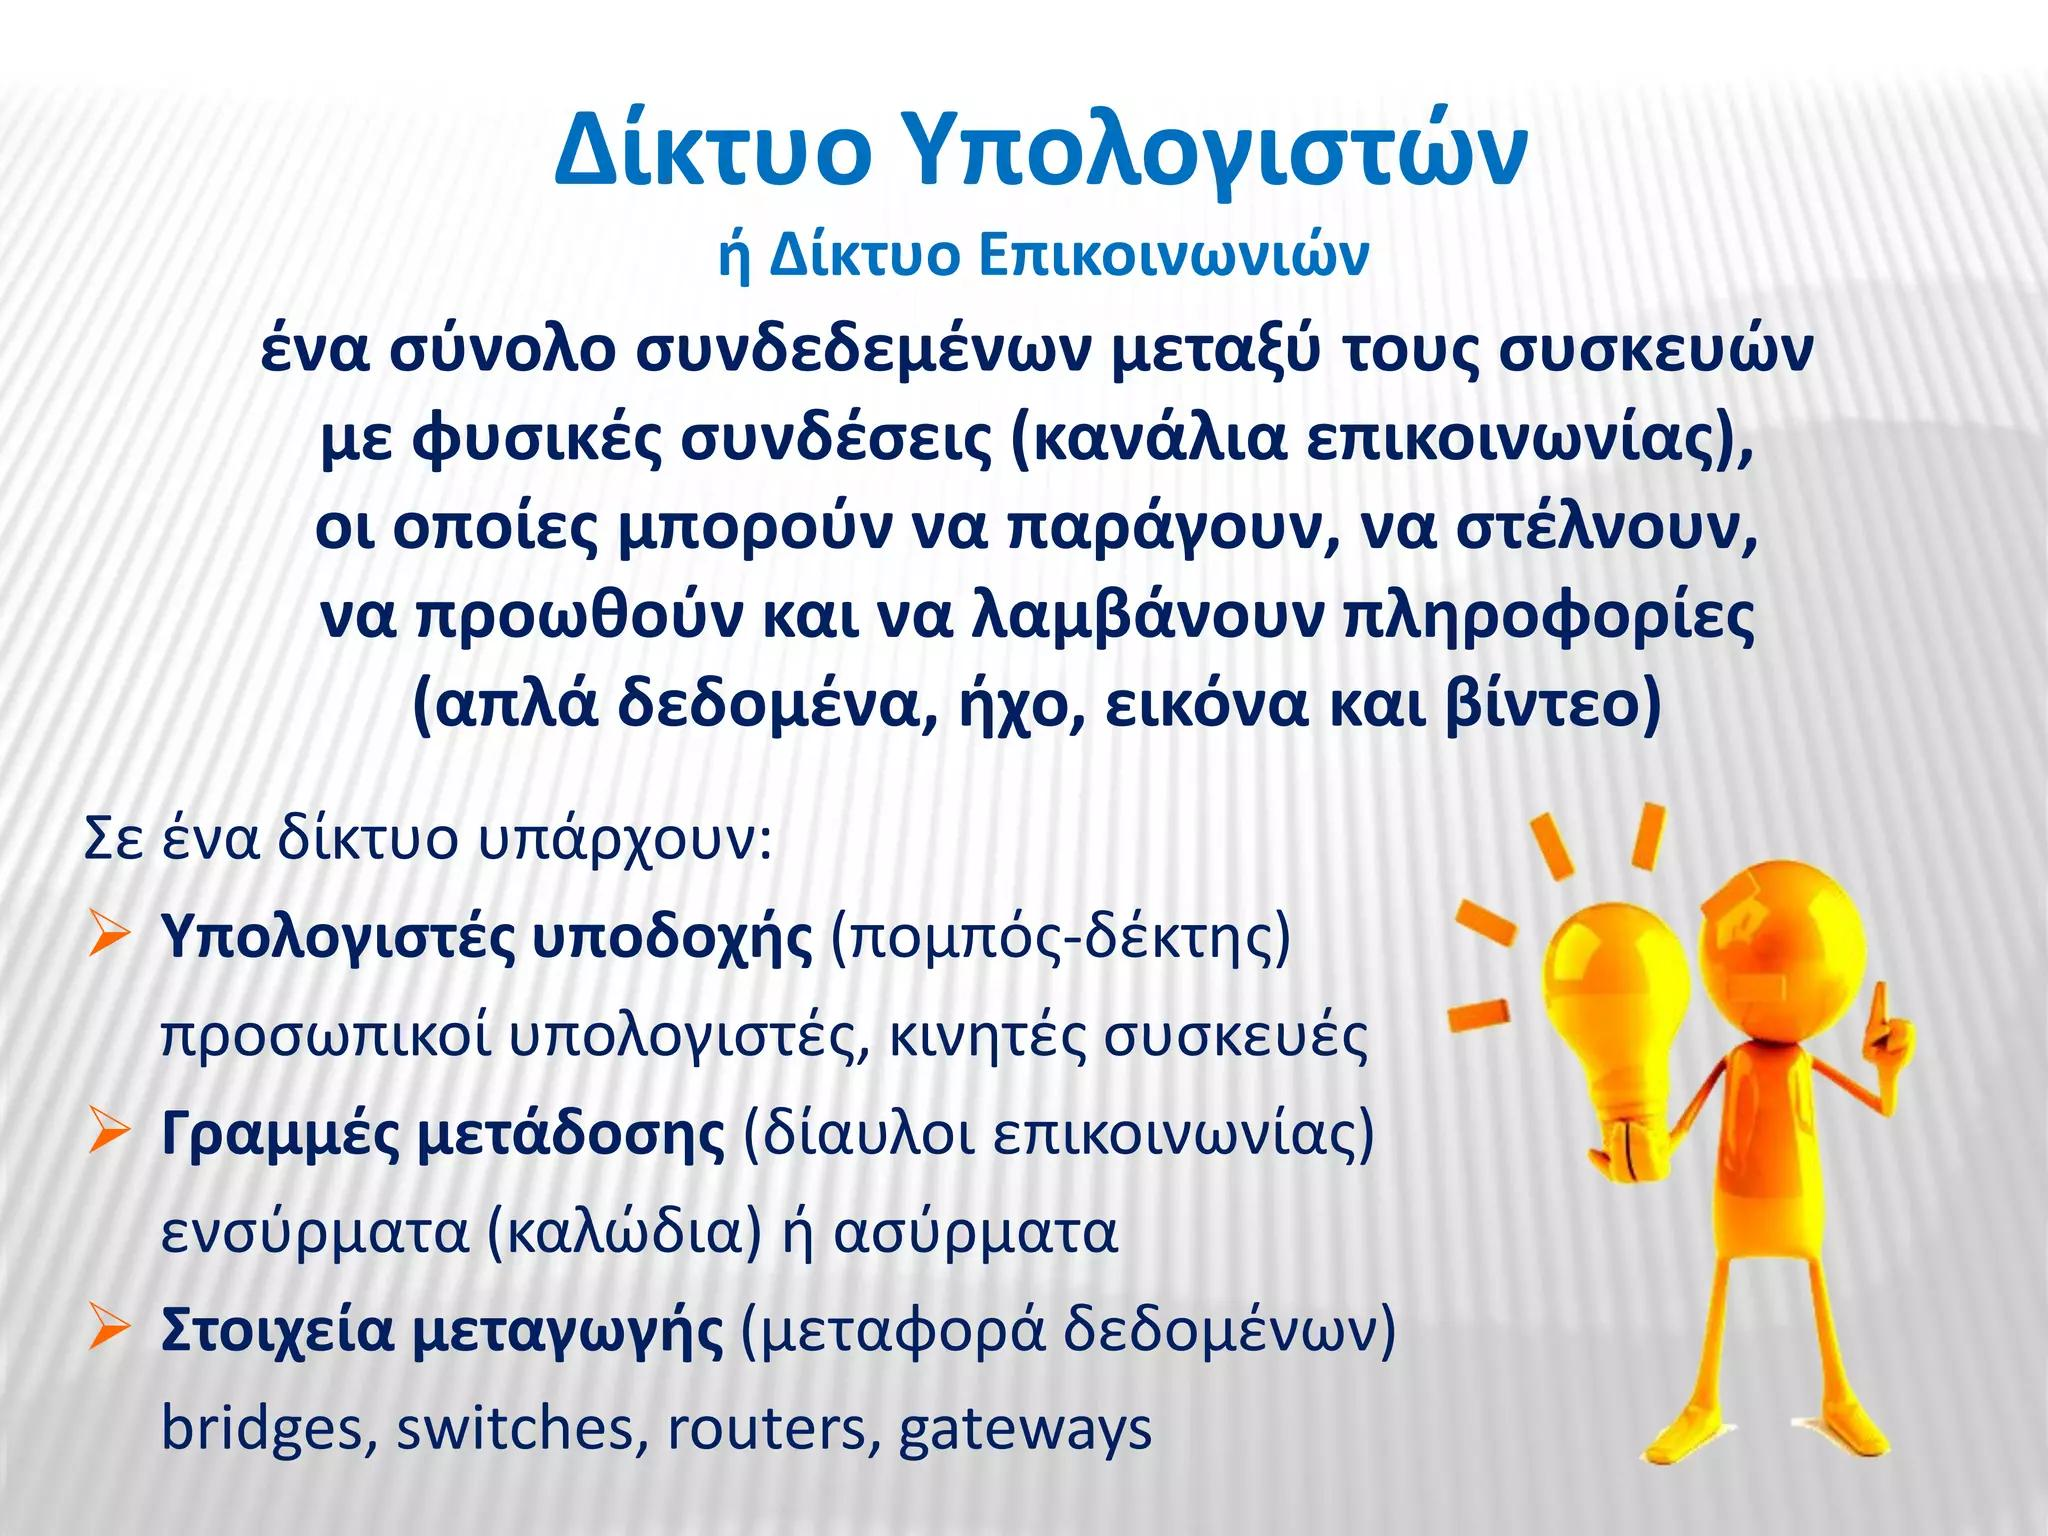 Δίκτυο Υπολογιστών
ή Δίκτυο Επικοινωνιών
ένα σύνολο συνδεδεμένων μεταξύ τους συσκευών
με φυσικές συνδέσεις (κανάλια επικοινωνίας),
οι οποίες μπορούν να παράγουν, να στέλνουν,
να προωθούν και να λαμβάνουν πληροφορίες
(απλά δεδομένα, ήχο, εικόνα και βίντεο)
Σε ένα δίκτυο υπάρχουν:
➢ Υπολογιστές υποδοχής (πομπός-δέκτης)
προσωπικοί υπολογιστές, κινητές συσκευές
➢ Γραμμές μετάδοσης (δίαυλοι επικοινωνίας)
ενσύρματα (καλώδια) ή ασύρματα
➢ Στοιχεία μεταγωγής (μεταφορά δεδομένων)
bridges, switches, routers, gateways